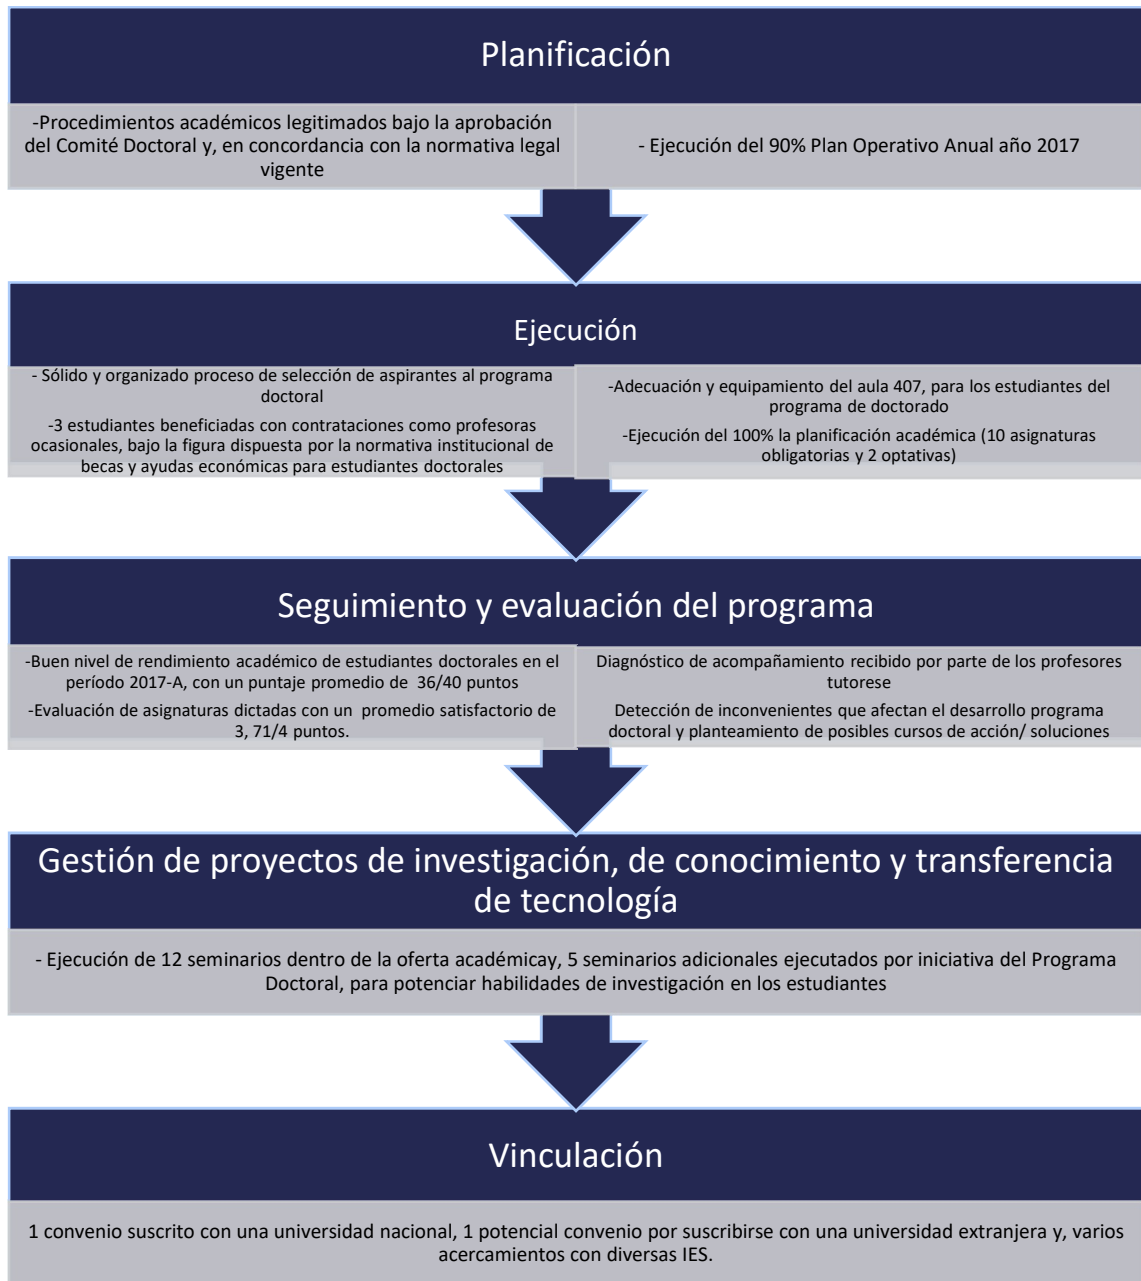 Planificación
-Procedimientos académicos legitimados bajo la aprobación
del Comité Doctoral y, en concordancia con la normativa legal
vigente
- Ejecución del 90% Plan Operativo Anual año 2017
Ejecución
- Sólido y organizado proceso de selección de aspirantes al programa
doctoral
-3 estudiantes beneficiadas con contrataciones como profesoras
ocasionales, bajo la figura dispuesta por la normativa institucional de
becas y ayudas económicas para estudiantes doctorales
-Adecuación y equipamiento del aula 407, para los estudiantes del
programa de doctorado
-Ejecución del 100% la planificación académica (10 asignaturas
obligatorias y 2 optativas)
Seguimiento y evaluación del programa
-Buen nivel de rendimiento académico de estudiantes doctorales en el
período 2017-A, con un puntaje promedio de 36/40 puntos
-Evaluación de asignaturas dictadas con un promedio satisfactorio de
3, 71/4 puntos.
Diagnóstico de acompañamiento recibido por parte de los profesores
tutorese
Detección de inconvenientes que afectan el desarrollo programa
doctoral y planteamiento de posibles cursos de acción/ soluciones
Gestión de proyectos de investigación, de conocimiento y transferencia
de tecnología
- Ejecución de 12 seminarios dentro de la oferta académicay, 5 seminarios adicionales ejecutados por iniciativa del Programa
Doctoral, para potenciar habilidades de investigación en los estudiantes
Vinculación
1 convenio suscrito con una universidad nacional, 1 potencial convenio por suscribirse con una universidad extranjera y, varios
acercamientos con diversas IES.